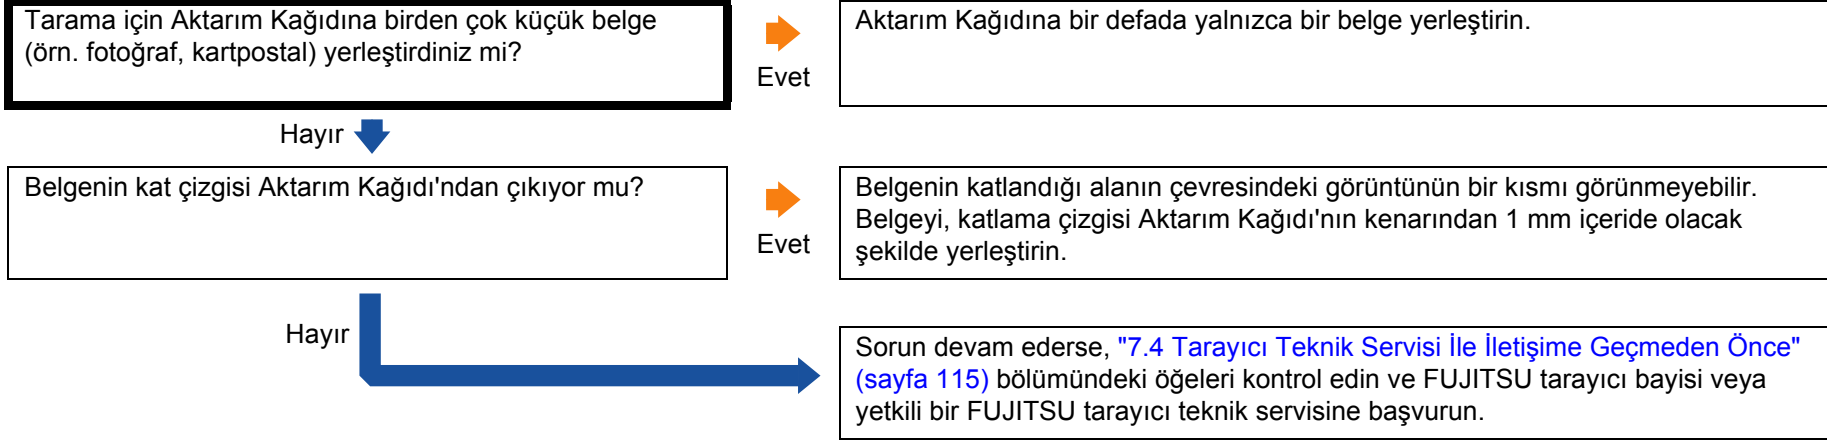 Tarama için Aktarım Kağıdına birden çok küçük belge
(örn. fotoğraf, kartpostal) yerleştirdiniz mi?
Evet
Aktarım Kağıdına bir defada yalnızca bir belge yerleştirin.
Hayır
Belgenin kat çizgisi Aktarım Kağıdı'ndan çıkıyor mu?
Evet
Belgenin katlandığı alanın çevresindeki görüntünün bir kısmı görünmeyebilir.
Belgeyi, katlama çizgisi Aktarım Kağıdı'nın kenarından 1 mm içeride olacak
şekilde yerleştirin.
Hayır
Sorun devam ederse, "7.4 Tarayıcı Teknik Servisi İle İletişime Geçmeden Önce"
(sayfa 115) bölümündeki öğeleri kontrol edin ve FUJITSU tarayıcı bayisi veya
yetkili bir FUJITSU tarayıcı teknik servisine başvurun.